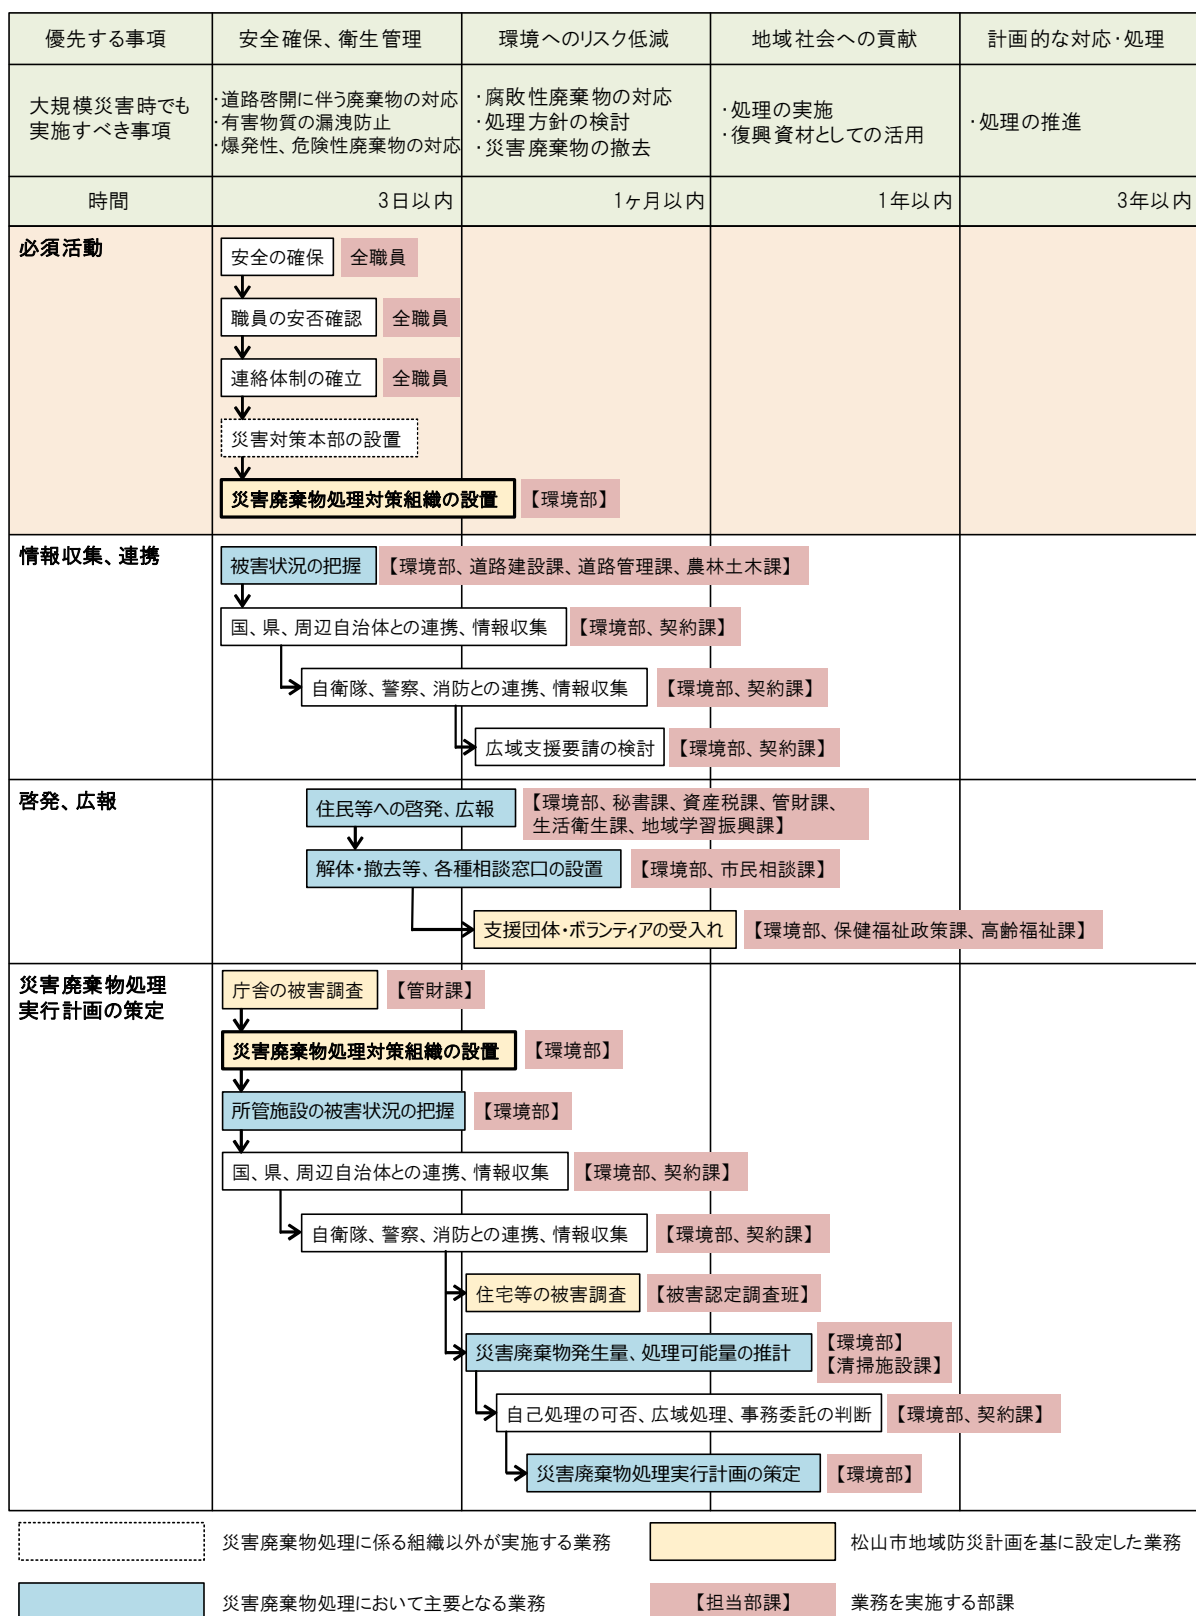 優先する事項
安全確保、衛生管理
環境へのリスク低減
地域社会への貢献
計画的な対応・処理
大規模災害時でも
実施すべき事項
・道路啓開に伴う廃棄物の対応
・有害物質の漏洩防止
・爆発性、危険性廃棄物の対応
・腐敗性廃棄物の対応
・処理方針の検討
・災害廃棄物の撤去
・処理の実施
・復興資材としての活用
・処理の推進
時間
3日以内
1ヶ月以内
1年以内
3年以内
必須活動
安全の確保
全職員
職員の安否確認
全職員
連絡体制の確立
全職員
災害対策本部の設置
災害廃棄物処理対策組織の設置
【環境部】
情報収集、連携
被害状況の把握
【環境部、道路建設課、道路管理課、農林土木課】
国、県、周辺自治体との連携、情報収集
【環境部、契約課】
自衛隊、警察、消防との連携、情報収集
【環境部、契約課】
広域支援要請の検討
【環境部、契約課】
啓発、広報
住民等への啓発、広報
【環境部、秘書課、資産税課、管財課、
生活衛生課、地域学習振興課】
解体・撤去等、各種相談窓口の設置
【環境部、市民相談課】
支援団体・ボランティアの受入れ
【環境部、保健福祉政策課、高齢福祉課】
災害廃棄物処理
実行計画の策定
庁舎の被害調査
【管財課】
災害廃棄物処理対策組織の設置
【環境部】
所管施設の被害状況の把握
【環境部】
国、県、周辺自治体との連携、情報収集
【環境部、契約課】
自衛隊、警察、消防との連携、情報収集
【環境部、契約課】
住宅等の被害調査
【被害認定調査班】
災害廃棄物発生量、処理可能量の推計
【環境部】
【清掃施設課】
自己処理の可否、広域処理、事務委託の判断
【環境部、契約課】
災害廃棄物処理実行計画の策定
【環境部】
災害廃棄物処理に係る組織以外が実施する業務
松山市地域防災計画を基に設定した業務
災害廃棄物処理において主要となる業務
【担当部課】
業務を実施する部課